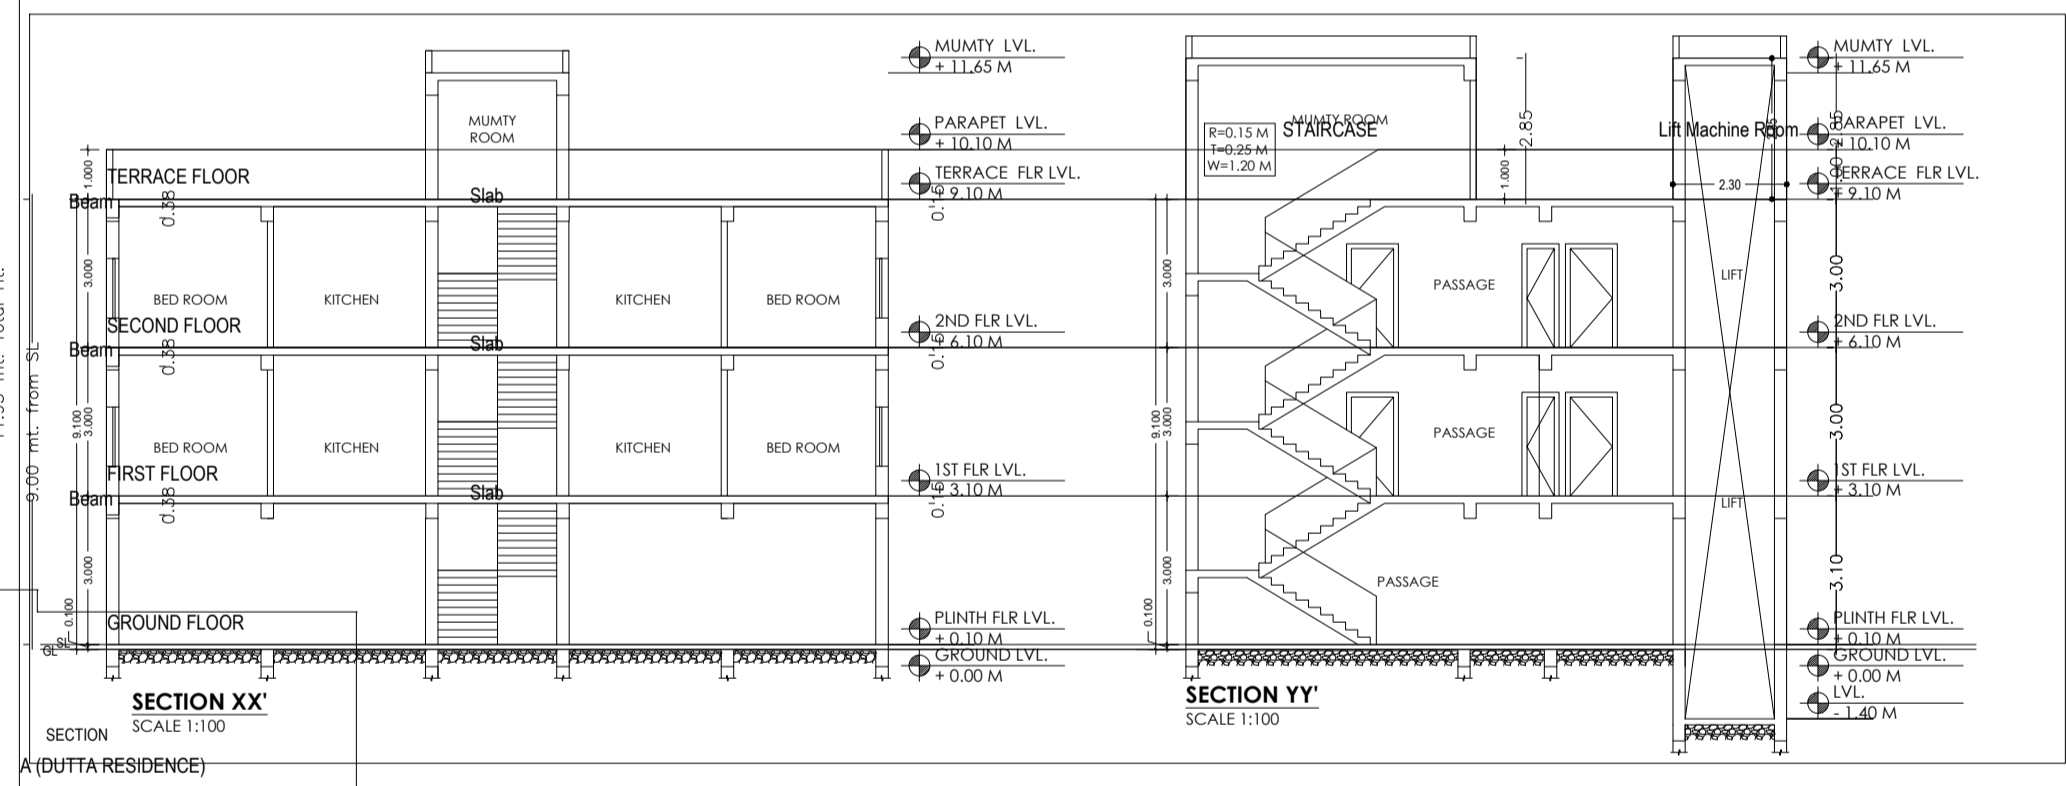 MUMTY LVL.
+ 11.65 M
PARAPET LVL.
+ 10.10 M
TERRACE FLR LVL.
+ 9.10 M
2ND FLR LVL.
+ 6.10 M
1ST FLR LVL.
+ 3.10 M
PLINTH FLR LVL.
+ 0.10 M
GROUND LVL.
+ 0.00 M
MUMTY
ROOM
TERRACE FLOOR
1.000
Beam
Slab
BED ROOM
KITCHEN
KITCHEN
BED ROOM
3.000
SECOND FLOOR
Beam
Slab
BED ROOM
KITCHEN
KITCHEN
BED ROOM
9.100
3.000
FIRST FLOOR
Beam
Slab
3.000
0.100
GROUND FLOOR
SL
GL
9.00 mt. from SL
SECTION XX'
SCALE 1:100
SECTION
A (DUTTA RESIDENCE)
MUMTY ROOM
STAIRCASE
R=0.15 M
T=0.25 M
W=1.20 M
2.85
1.000
Lift Machine Room
2.30
LIFT
PASSAGE
3.000
PASSAGE
9.100
3.000
LIFT
PASSAGE
3.000
0.100
SECTION YY'
SCALE 1:100
MUMTY LVL.
+ 11.65 M
PARAPET LVL.
+ 10.10 M
2.85
1.00
TERRACE FLR LVL.
+ 9.10 M
3.00
2ND FLR LVL.
+ 6.10 M
3.00
1ST FLR LVL.
+ 3.10 M
3.10
PLINTH FLR LVL.
+ 0.10 M
GROUND LVL.
+ 0.00 M
LVL.
- 1.40 M